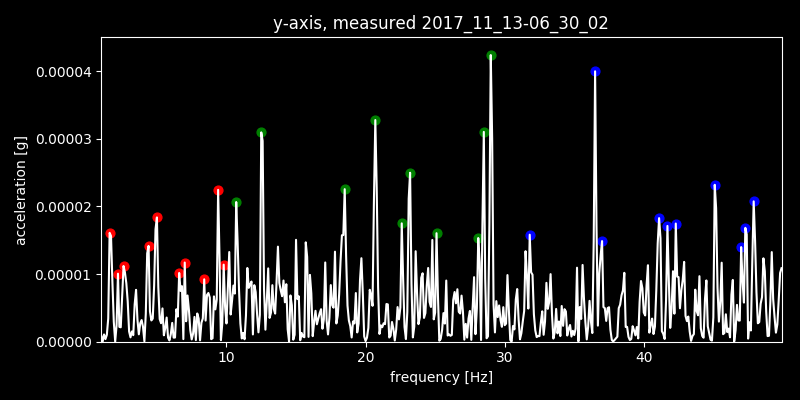 y-axis, measured 2017_11_13-06_30_02
0.00004
0.00003
0.00002
0.00001
0.00000
acceleration [g]
10 20 30 40
frequency [Hz]